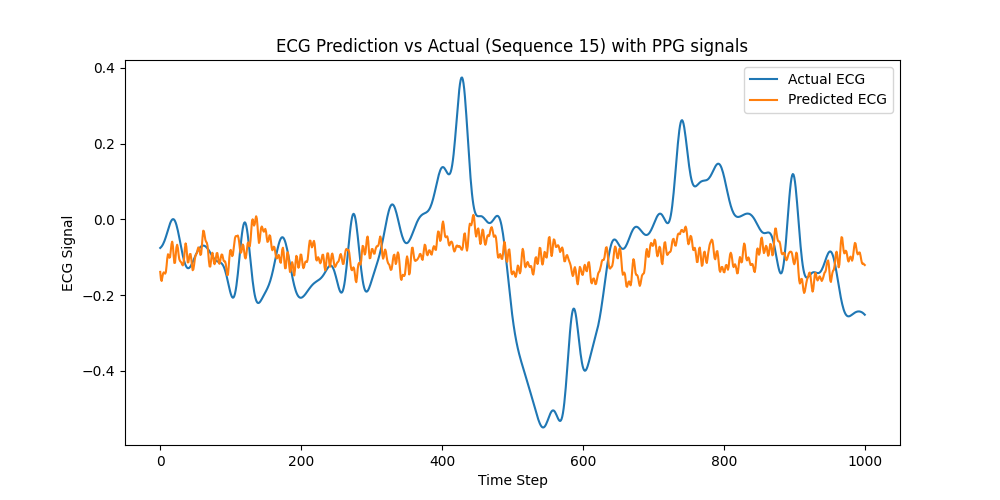 ECG Prediction vs Actual (Sequence 15) with PPG signals
Actual ECG
Predicted ECG
0.4
0.2
0.0
−0.2
−0.4
ECG Signal
0 200 400 600 800 1000
Time Step